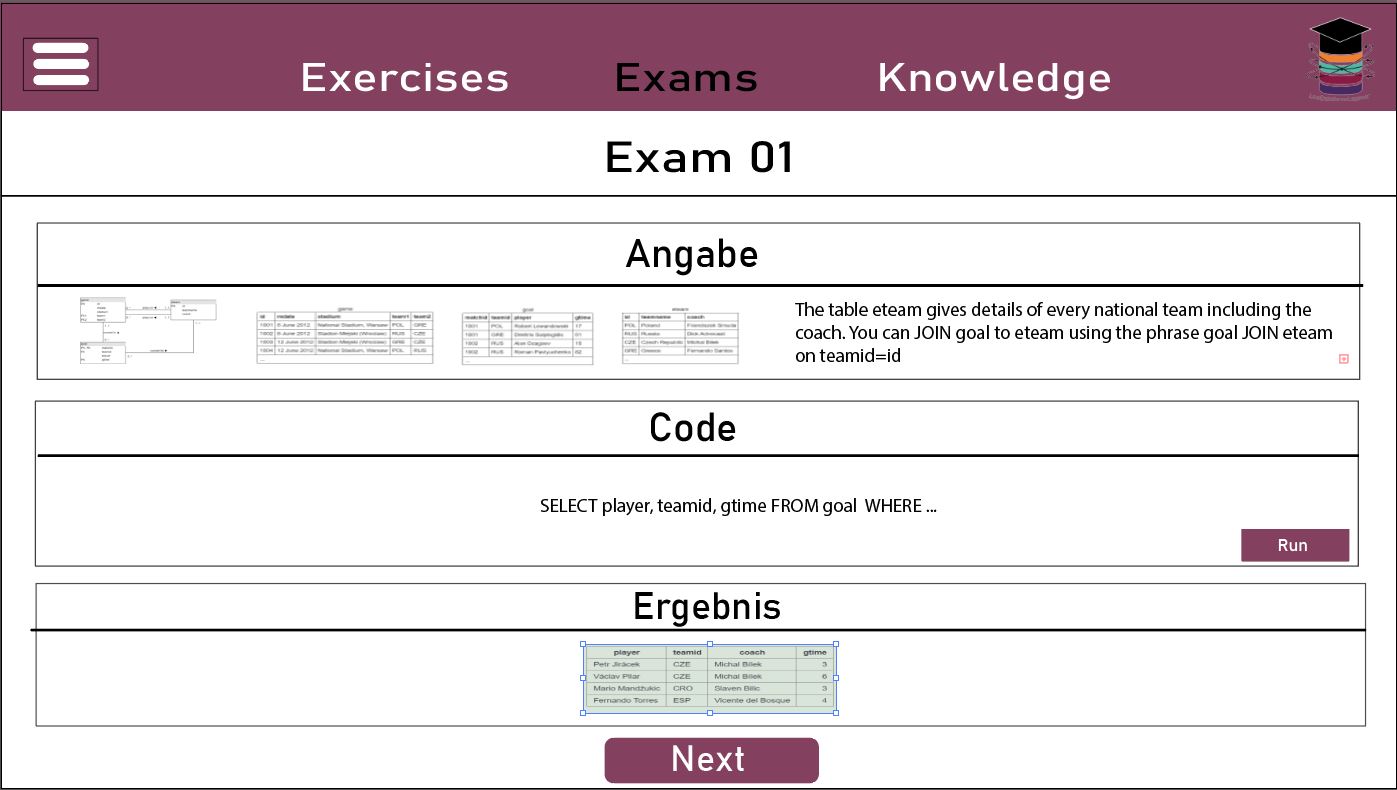 Exercises
Exams
Knowledge
Exam 01
Angabe
game
id mdate stadium team1 team2
1001 8 June 2012 National Stadium, Warsaw POL GRE
1002 8 June 2012 Stadion Miejski (Wroclaw) RUS CZE
1003 12 June 2012 Stadion Miejski (Wroclaw) GRE CZE
1004 12 June 2012 National Stadium, Warsaw POL RUS
...
goal
matchid teamid player gtime
1001 POL Robert Lewandowski 17
1001 GRE Dimitris Salpingidis 51
1002 RUS Alan Dzagoev 15
1002 RUS Roman Pavlyuchenko 82
...
eteam
id teamname coach
POL Poland Franciszek Smuda
RUS Russia Dick Advocaat
CZE Czech Republic Michal Bilek
GRE Greece Fernando Santos
...
The table eteam gives details of every national team including the
coach. You can JOIN goal to eteam using the phrase goal JOIN eteam
on teamid=id
Code
SELECT player, teamid, gtime FROM goal WHERE ...
Run
Ergebnis
player teamid coach gtime
Petr Jirácek CZE Michal Bílek 3
Václav Pilar CZE Michal Bílek 6
Mario Mandžukic CRO Slaven Bilic 3
Fernando Torres ESP Vicente del Bosque 4
Next